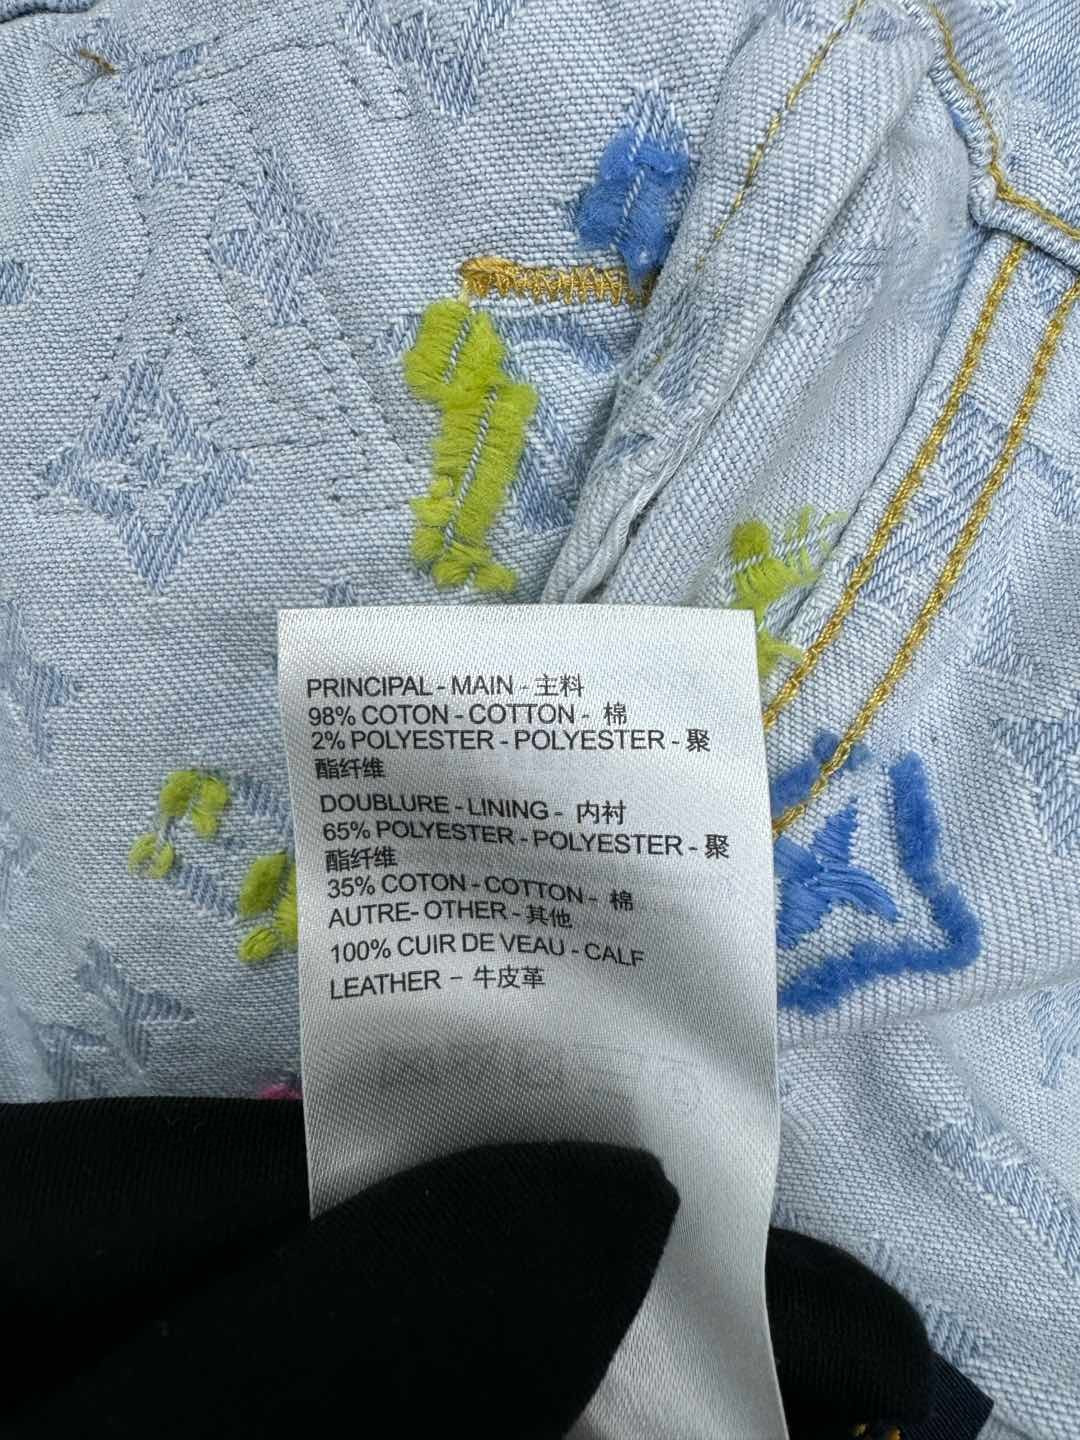 PRINCIPAL - MAIN - 主料
98% COTON - COTTON - 棉
2% POLYESTER - POLYESTER - 聚
酯纤维
DOUBLURE - LINING - 内衬
65% POLYESTER - POLYESTER - 聚
酯纤维
35% COTON - COTTON - 棉
AUTRE- OTHER - 其他
100% CUIR DE VEAU - CALF
LEATHER - 牛皮革